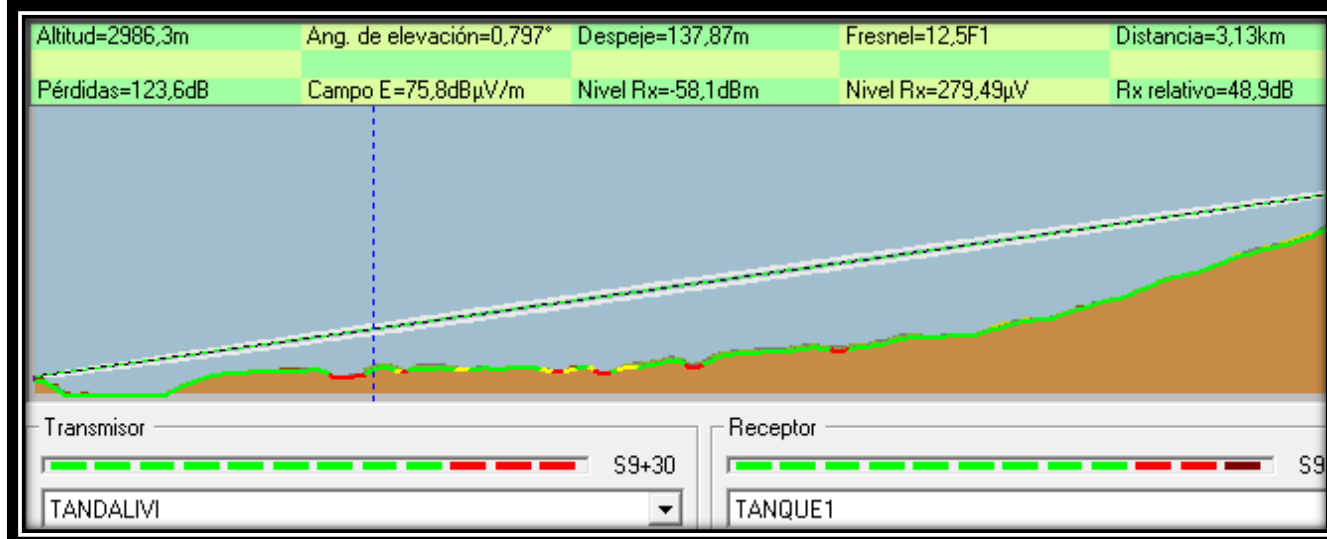 Altitud=2986,3m Ang. de elevación=0,797° Despeje=137,87m Fresnel=12,5F1 Distancia=3,13km
Pérdidas=123,6dB Campo E=75,8dBµV/m Nivel Rx=-58,1dBm Nivel Rx=279,49µV Rx relativo=48,9dB
Transmisor Receptor
S9+30 S9
TANDALIVI TANQUE1